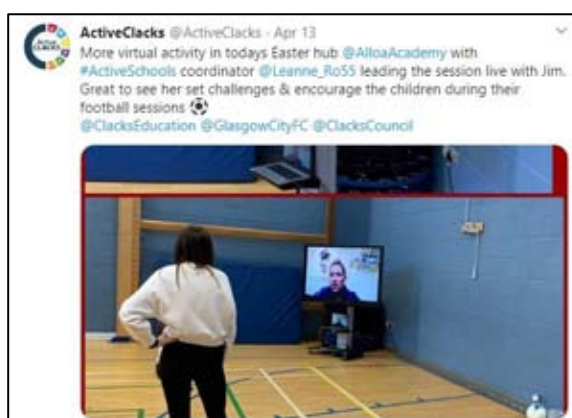 ActiveClacks @ActiveClacks · Apr 13
More virtual activity in todays Easter hub @AlloaAcademy with
#ActiveSchools coordinator @Leanne_Ro55 leading the session live with Jim.
Great to see her set challenges & encourage the children during their
football sessions
@ClacksEducation @GlasgowCityFC @ClacksCouncil